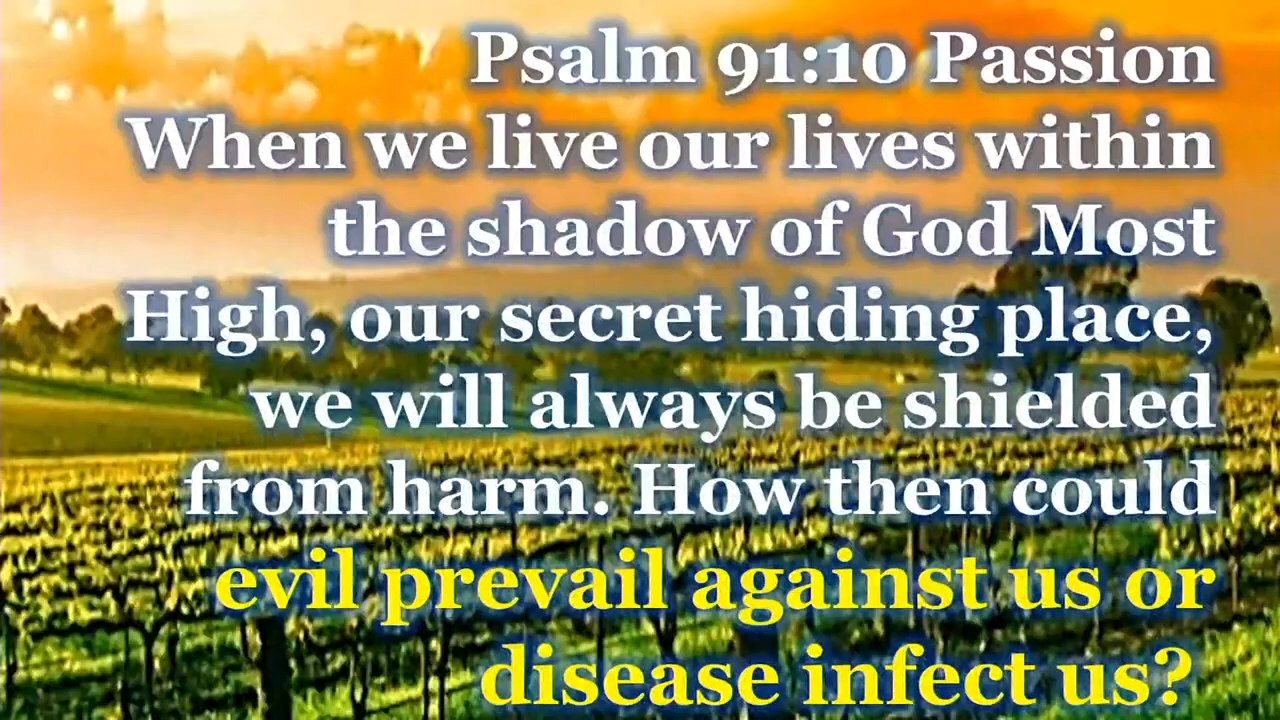 Psalm 91:10 Passion
When we live our lives within
the shadow of God Most
High, our secret hiding place,
we will always be shielded
from harm. How then could
evil prevail against us or
disease infect us?